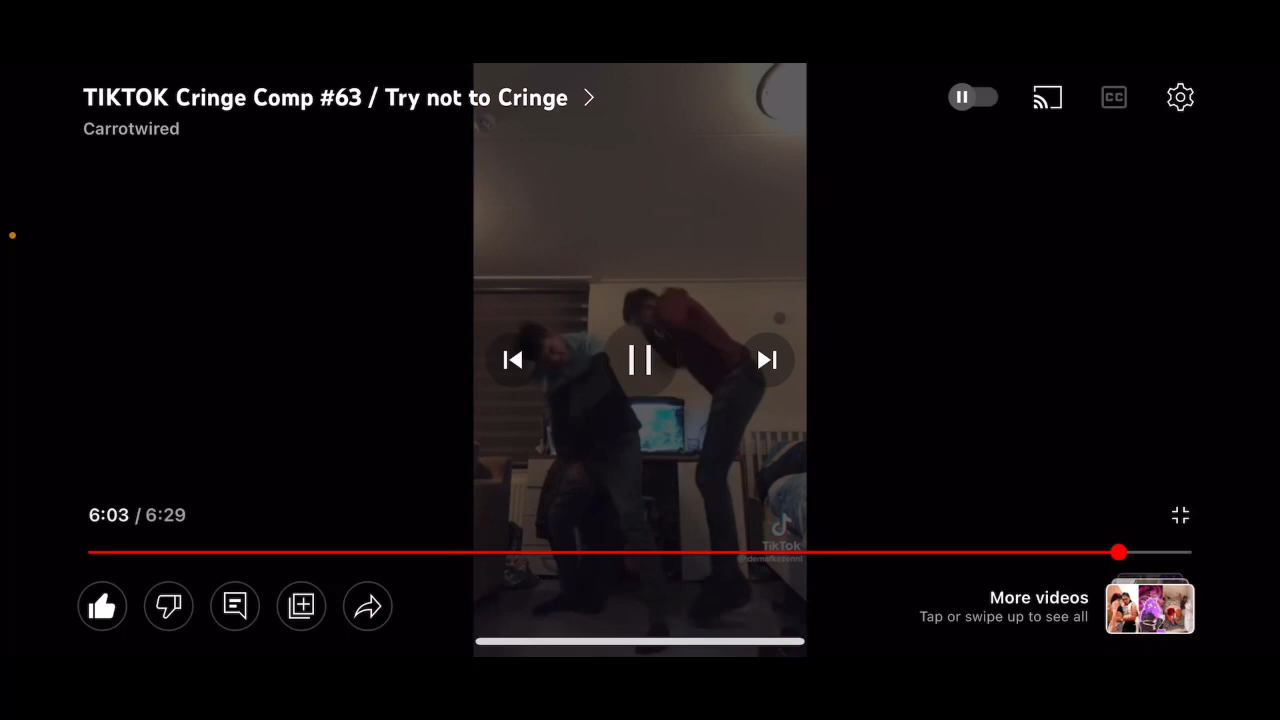 TIKTOK Cringe Comp #63 / Try not to Cringe
Carrotwired
CC
6:03 / 6:29
TikTok
More videos
Tap or swipe up to see all